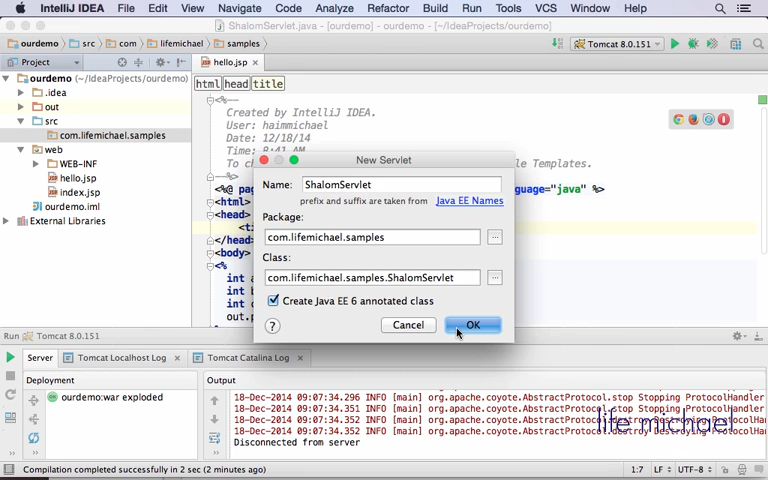 IntelliJ IDEA File Edit View Navigate Code Analyze Refactor Build Run Tools VCS Window Help
ShalomServlet.java - [ourdemo] - ourdemo - [~/IdeaProjects/ourdemo]
ourdemo src com lifemichael samples Tomcat 8.0.151
Project hello.jsp
ourdemo (~/IdeaProjects/ourdemo)
.idea
out
src
com.lifemichael.samples
web
WEB-INF
hello.jsp
index.jsp
ourdemo.iml
External Libraries
html head title
<%--
Created by IntelliJ IDEA.
User: haimmichael
Date: 12/18/14
Time: 9:41 AM
To ch le Templates.
--%>
<%@ pag nguage="java" %>
<html>
<head>
<ti
</head>
<body>
<%
int a
int b
int c
out.p
New Servlet
Name: ShalomServlet
prefix and suffix are taken from Java EE Names
Package:
com.lifemichael.samples
Class:
com.lifemichael.samples.ShalomServlet
Create Java EE 6 annotated class
? Cancel OK
Run Tomcat 8.0.151
Server Tomcat Localhost Log Tomcat Catalina Log
Deployment Output
ourdemo:war exploded
18-Dec-2014 09:07:34.296 INFO [main] org.apache.coyote.AbstractProtocol.stop Stopping ProtocolHandler
18-Dec-2014 09:07:34.351 INFO [main] org.apache.coyote.AbstractProtocol.stop Stopping ProtocolHandler
18-Dec-2014 09:07:34.352 INFO [main] org.apache.coyote.AbstractProtocol.destroy Destroying ProtocolHan
18-Dec-2014 09:07:34.352 INFO [main] org.apache.coyote.AbstractProtocol.destroy Destroying ProtocolHan
Disconnected from server
life michael
Compilation completed successfully in 2 sec (2 minutes ago) 1:7 LF UTF-8